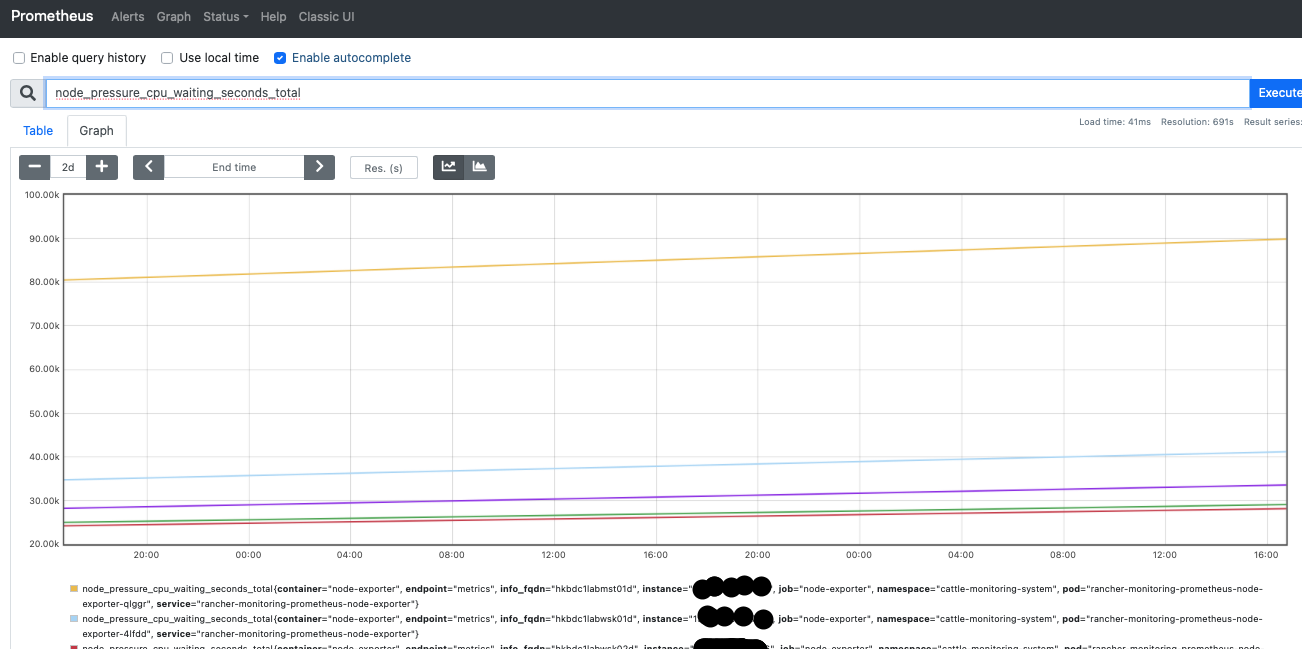 Prometheus Alerts Graph Status Help Classic UI
Enable query history Use local time Enable autocomplete
node_pressure_cpu_waiting_seconds_total Execute
Load time: 41ms Resolution: 691s Result series:
Table Graph
2d End time Res. (s)
100.00k
90.00k
80.00k
70.00k
60.00k
50.00k
40.00k
30.00k
20.00k
20:00 00:00 04:00 08:00 12:00 16:00 20:00 00:00 04:00 08:00 12:00 16:00
node_pressure_cpu_waiting_seconds_total{container="node-exporter", endpoint="metrics", info_fqdn="hkbdc1labmst01d", instance=" , job="node-exporter", namespace="cattle-monitoring-system", pod="rancher-monitoring-prometheus-node-
exporter-qlggr", service="rancher-monitoring-prometheus-node-exporter"}
node_pressure_cpu_waiting_seconds_total{container="node-exporter", endpoint="metrics", info_fqdn="hkbdc1labwsk01d", instance="1 , job="node-exporter", namespace="cattle-monitoring-system", pod="rancher-monitoring-prometheus-node-
exporter-4lfdd", service="rancher-monitoring-prometheus-node-exporter"}
node_pressure_cpu_waiting_seconds_total{container="node-exporter", endpoint="metrics", info_fqdn="hkbdc1labwsk02d", instance=" job="node-exporter", namespace="cattle-monitoring-system", pod="rancher-monitoring-prometheus-node-